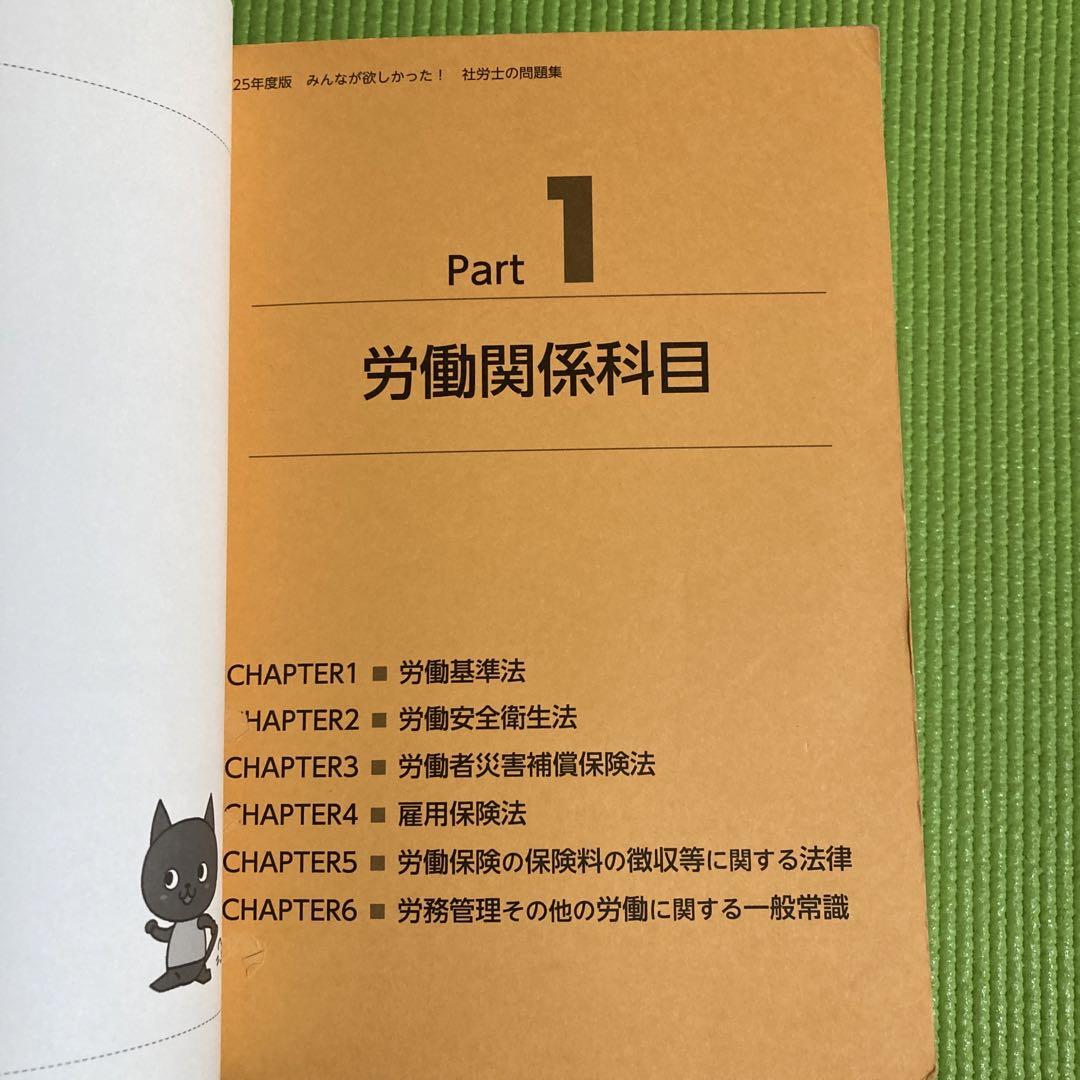 25年度版 みんなが欲しかった！ 社労士の問題集
Part 1
労働関係科目
CHAPTER1 ■ 労働基準法
CHAPTER2 ■ 労働安全衛生法
CHAPTER3 ■ 労働者災害補償保険法
CHAPTER4 ■ 雇用保険法
CHAPTER5 ■ 労働保険の保険料の徴収等に関する法律
CHAPTER6 ■ 労務管理その他の労働に関する一般常識